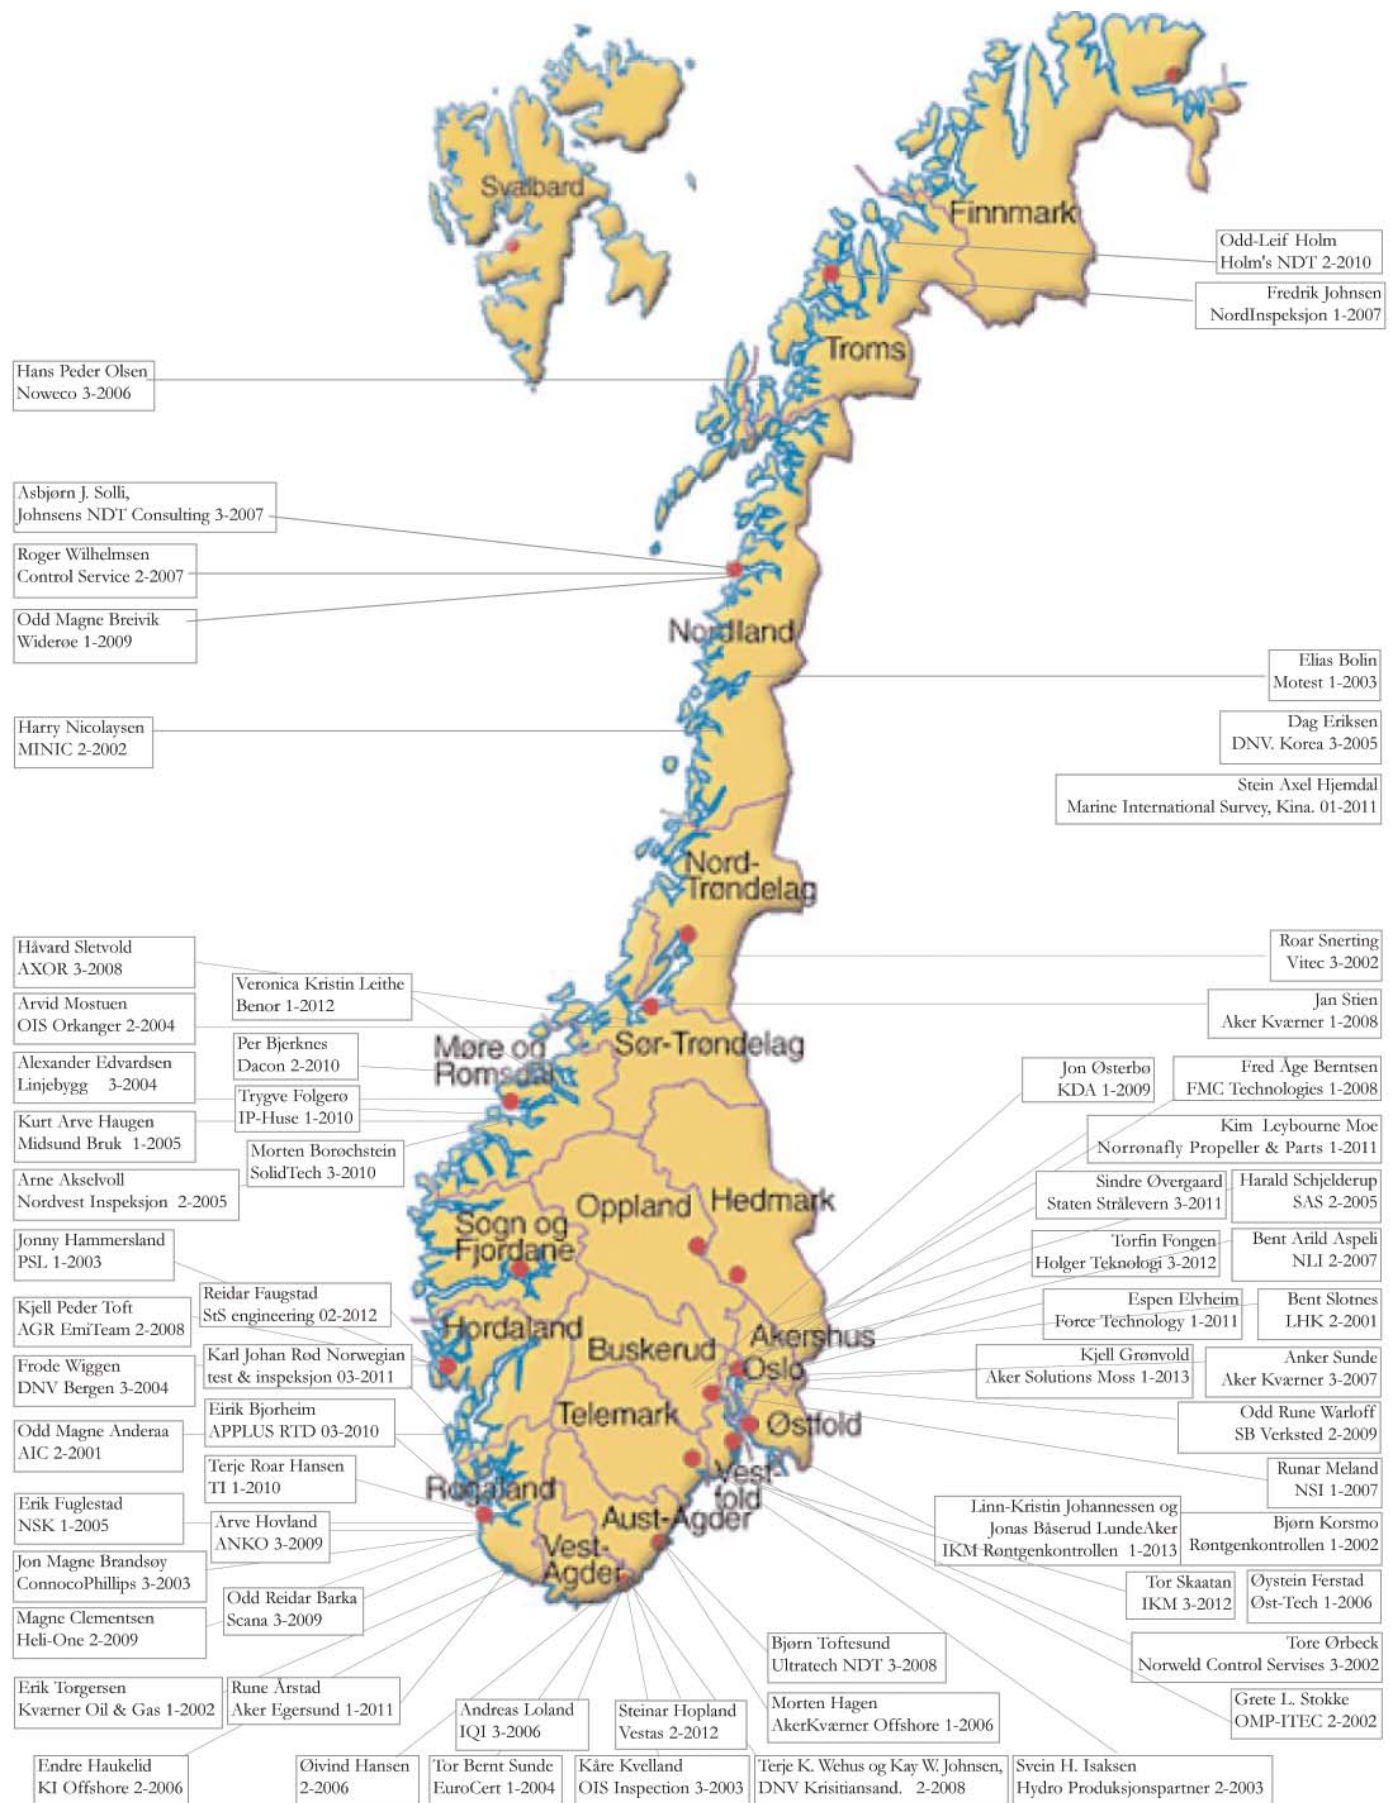 Svalbard
Finnmark
Odd-Leif Holm
Holm's NDT 2-2010
Fredrik Johnsen
NordInspeksjon 1-2007
Troms
Hans Peder Olsen
Noweco 3-2006
Asbjørn J. Solli,
Johnsens NDT Consulting 3-2007
Roger Wilhelmsen
Control Service 2-2007
Odd Magne Breivik
Widerøe 1-2009
Nordland
Elias Bolin
Motest 1-2003
Harry Nicolaysen
MINIC 2-2002
Dag Eriksen
DNV. Korea 3-2005
Stein Axel Hjemdal
Marine International Survey, Kina. 01-2011
Nord-
Trøndelag
Håvard Sletvold
AXOR 3-2008
Veronica Kristin Leithe
Benor 1-2012
Roar Snerting
Vitec 3-2002
Arvid Mostuen
OIS Orkanger 2-2004
Jan Stien
Aker Kværner 1-2008
Per Bjerknes
Dacon 2-2010
Møre og
Romsdal
Sør-Trøndelag
Alexander Edvardsen
Linjebygg 3-2004
Trygve Folgerø
IP-Huse 1-2010
Jon Østerbø
KDA 1-2009
Fred Åge Berntsen
FMC Technologies 1-2008
Kurt Arve Haugen
Midsund Bruk 1-2005
Morten Borøchstein
SolidTech 3-2010
Kim Leybourne Moe
Norrønafly Propeller & Parts 1-2011
Arne Akselvoll
Nordvest Inspeksjon 2-2005
Sindre Øvergaard
Staten Strålevern 3-2011
Harald Schjelderup
SAS 2-2005
Oppland
Hedmark
Sogn og
Fjordane
Jonny Hammersland
PSL 1-2003
Torfin Fongen
Holger Teknologi 3-2012
Bent Arild Aspeli
NLI 2-2007
Reidar Faugstad
StS engineering 02-2012
Kjell Peder Toft
AGR EmiTeam 2-2008
Espen Elvheim
Force Technology 1-2011
Bent Slotnes
LHK 2-2001
Hordaland
Buskerud
Akershus
Oslo
Frode Wiggen
DNV Bergen 3-2004
Karl Johan Rød Norwegian
test & inspeksjon 03-2011
Kjell Grønvold
Aker Solutions Moss 1-2013
Anker Sunde
Aker Kværner 3-2007
Odd Magne Anderaa
AIC 2-2001
Eirik Bjorheim
APPLUS RTD 03-2010
Telemark
Østfold
Odd Rune Warloff
SB Verksted 2-2009
Terje Roar Hansen
TI 1-2010
Rogaland
Vest-
fold
Runar Meland
NSI 1-2007
Erik Fuglestad
NSK 1-2005
Arve Hovland
ANKO 3-2009
Aust-Agder
Linn-Kristin Johannessen og
Jonas Båserud LundeAker
IKM Røntgenkontrollen 1-2013
Bjørn Korsmo
Røntgenkontrollen 1-2002
Vest-
Agder
Jon Magne Brandsøy
ConnocoPhillips 3-2003
Odd Reidar Barka
Scana 3-2009
Tor Skaatan
IKM 3-2012
Øystein Ferstad
Øst-Tech 1-2006
Magne Clementsen
Heli-One 2-2009
Bjørn Toftesund
Ultratech NDT 3-2008
Tore Ørbeck
Norweld Control Servises 3-2002
Erik Torgersen
Kværner Oil & Gas 1-2002
Rune Årstad
Aker Egersund 1-2011
Andreas Loland
IQI 3-2006
Steinar Hopland
Vestas 2-2012
Morten Hagen
AkerKværner Offshore 1-2006
Grete L. Stokke
OMP-ITEC 2-2002
Endre Haukelid
KI Offshore 2-2006
Øivind Hansen
2-2006
Tor Bernt Sunde
EuroCert 1-2004
Kåre Kvelland
OIS Inspection 3-2003
Terje K. Wehus og Kay W. Johnsen,
DNV Krisitiansand. 2-2008
Svein H. Isaksen
Hydro Produksjonspartner 2-2003